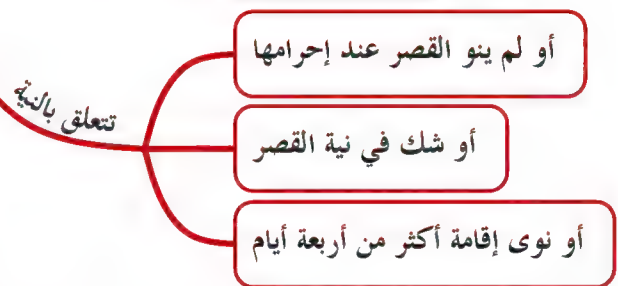 تتعلق بالنية
أو لم ينو القصر عند إحرامها
أو شك في نية القصر
أو نوى إقامة أكثر من أربعة أيام